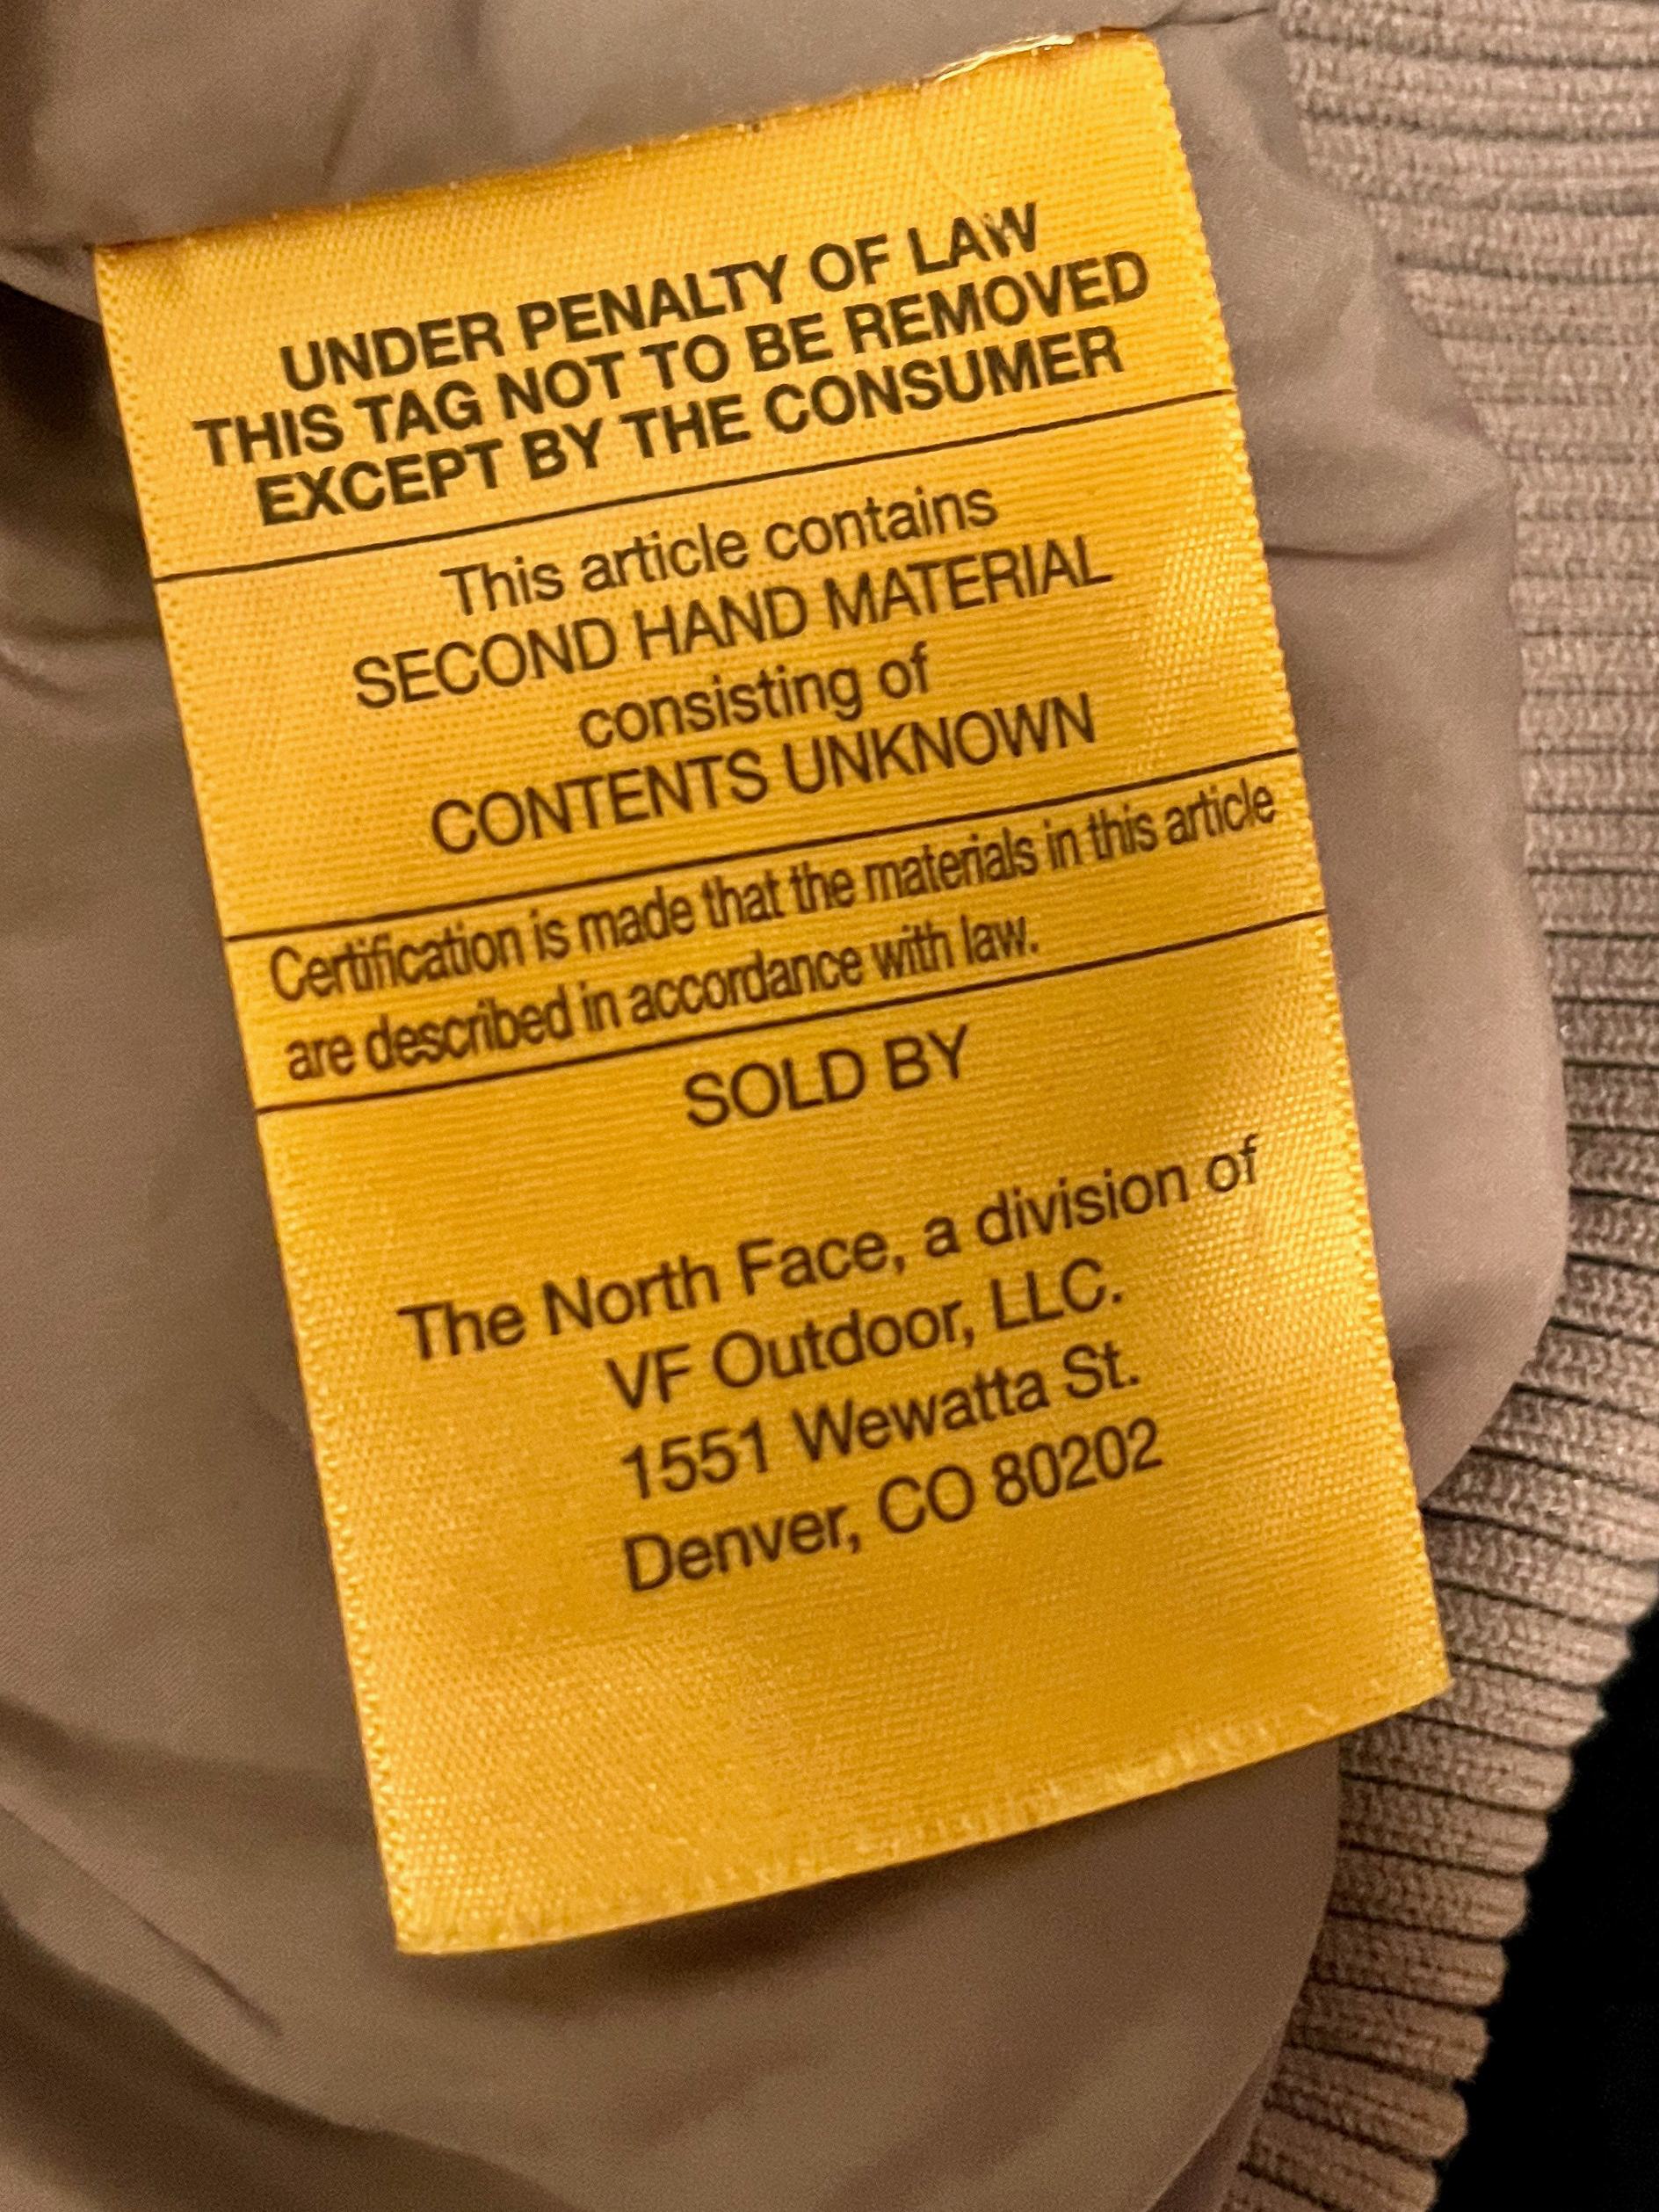 UNDER PENALTY OF LAW
THIS TAG NOT TO BE REMOVED
EXCEPT BY THE CONSUMER
This article contains
SECOND HAND MATERIAL
consisting of
CONTENTS UNKNOWN
Certification is made that the materials in this article
are described in accordance with law.
SOLD BY
The North Face, a division of
VF Outdoor, LLC.
1551 Wewatta St.
Denver, CO 80202